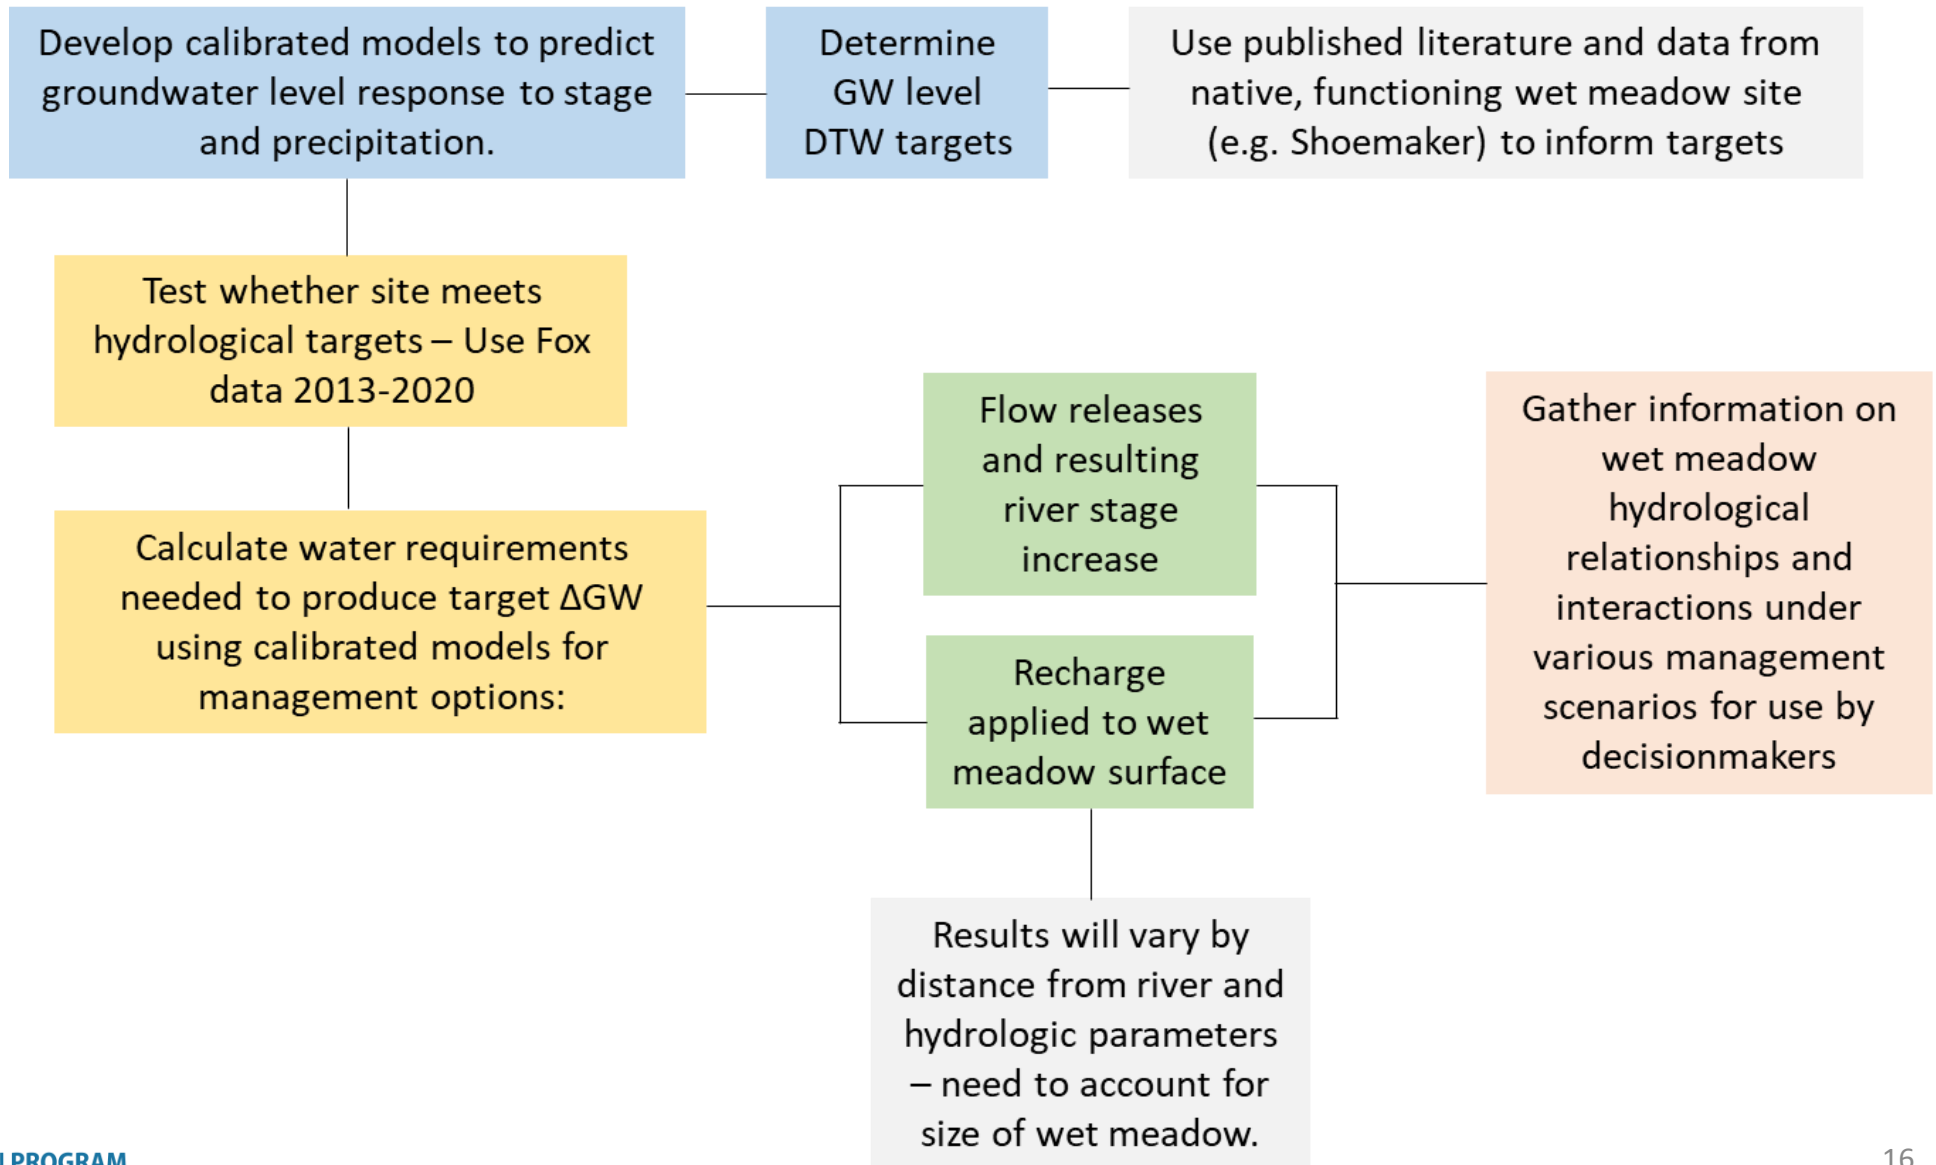 Develop calibrated models to predict
groundwater level response to stage
and precipitation.
Determine
GW level
DTW targets
Use published literature and data from
native, functioning wet meadow site
(e.g. Shoemaker) to inform targets
Test whether site meets
hydrological targets – Use Fox
data 2013-2020
Calculate water requirements
needed to produce target ΔGW
using calibrated models for
management options:
Flow releases
and resulting
river stage
increase
Recharge
applied to wet
meadow surface
Gather information on
wet meadow
hydrological
relationships and
interactions under
various management
scenarios for use by
decisionmakers
Results will vary by
distance from river and
hydrologic parameters
– need to account for
size of wet meadow.
PROGRAM
16